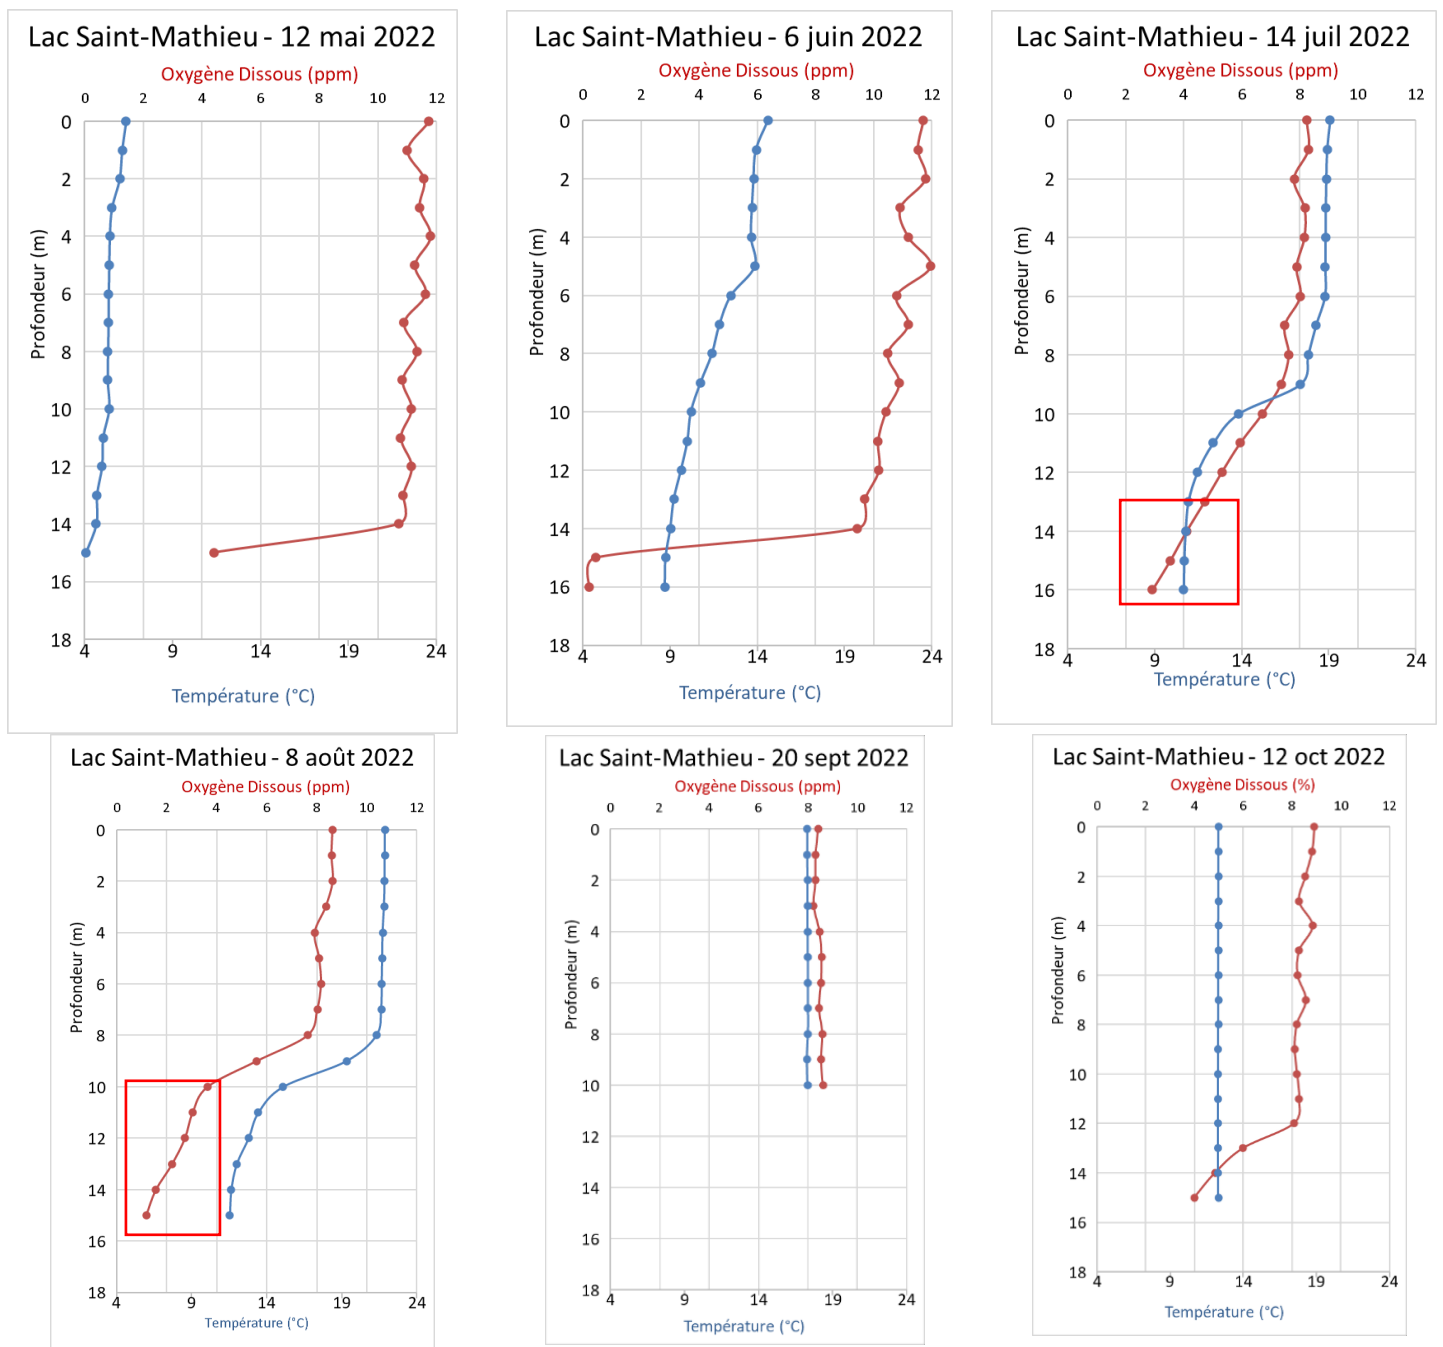 Lac Saint-Mathieu - 12 mai 2022
Oxygène Dissous (ppm)
0 2 4 6 8 10 12
0
2
4
6
8
10
12
14
16
18
Profondeur (m)
4 9 14 19 24
Température (°C)
Lac Saint-Mathieu - 6 juin 2022
Oxygène Dissous (ppm)
0 2 4 6 8 10 12
0
2
4
6
8
10
12
14
16
18
Profondeur (m)
4 9 14 19 24
Température (°C)
Lac Saint-Mathieu - 14 juil 2022
Oxygène Dissous (ppm)
0 2 4 6 8 10 12
0
2
4
6
8
10
12
14
16
18
Profondeur (m)
4 9 14 19 24
Température (°C)
Lac Saint-Mathieu - 8 août 2022
Oxygène Dissous (ppm)
0 2 4 6 8 10 12
0
2
4
6
8
10
12
14
16
18
Profondeur (m)
4 9 14 19 24
Température (°C)
Lac Saint-Mathieu - 20 sept 2022
Oxygène Dissous (ppm)
0 2 4 6 8 10 12
0
2
4
6
8
10
12
14
16
18
Profondeur (m)
4 9 14 19 24
Température (°C)
Lac Saint-Mathieu - 12 oct 2022
Oxygène Dissous (%)
0 2 4 6 8 10 12
0
2
4
6
8
10
12
14
16
18
Profondeur (m)
4 9 14 19 24
Température (°C)